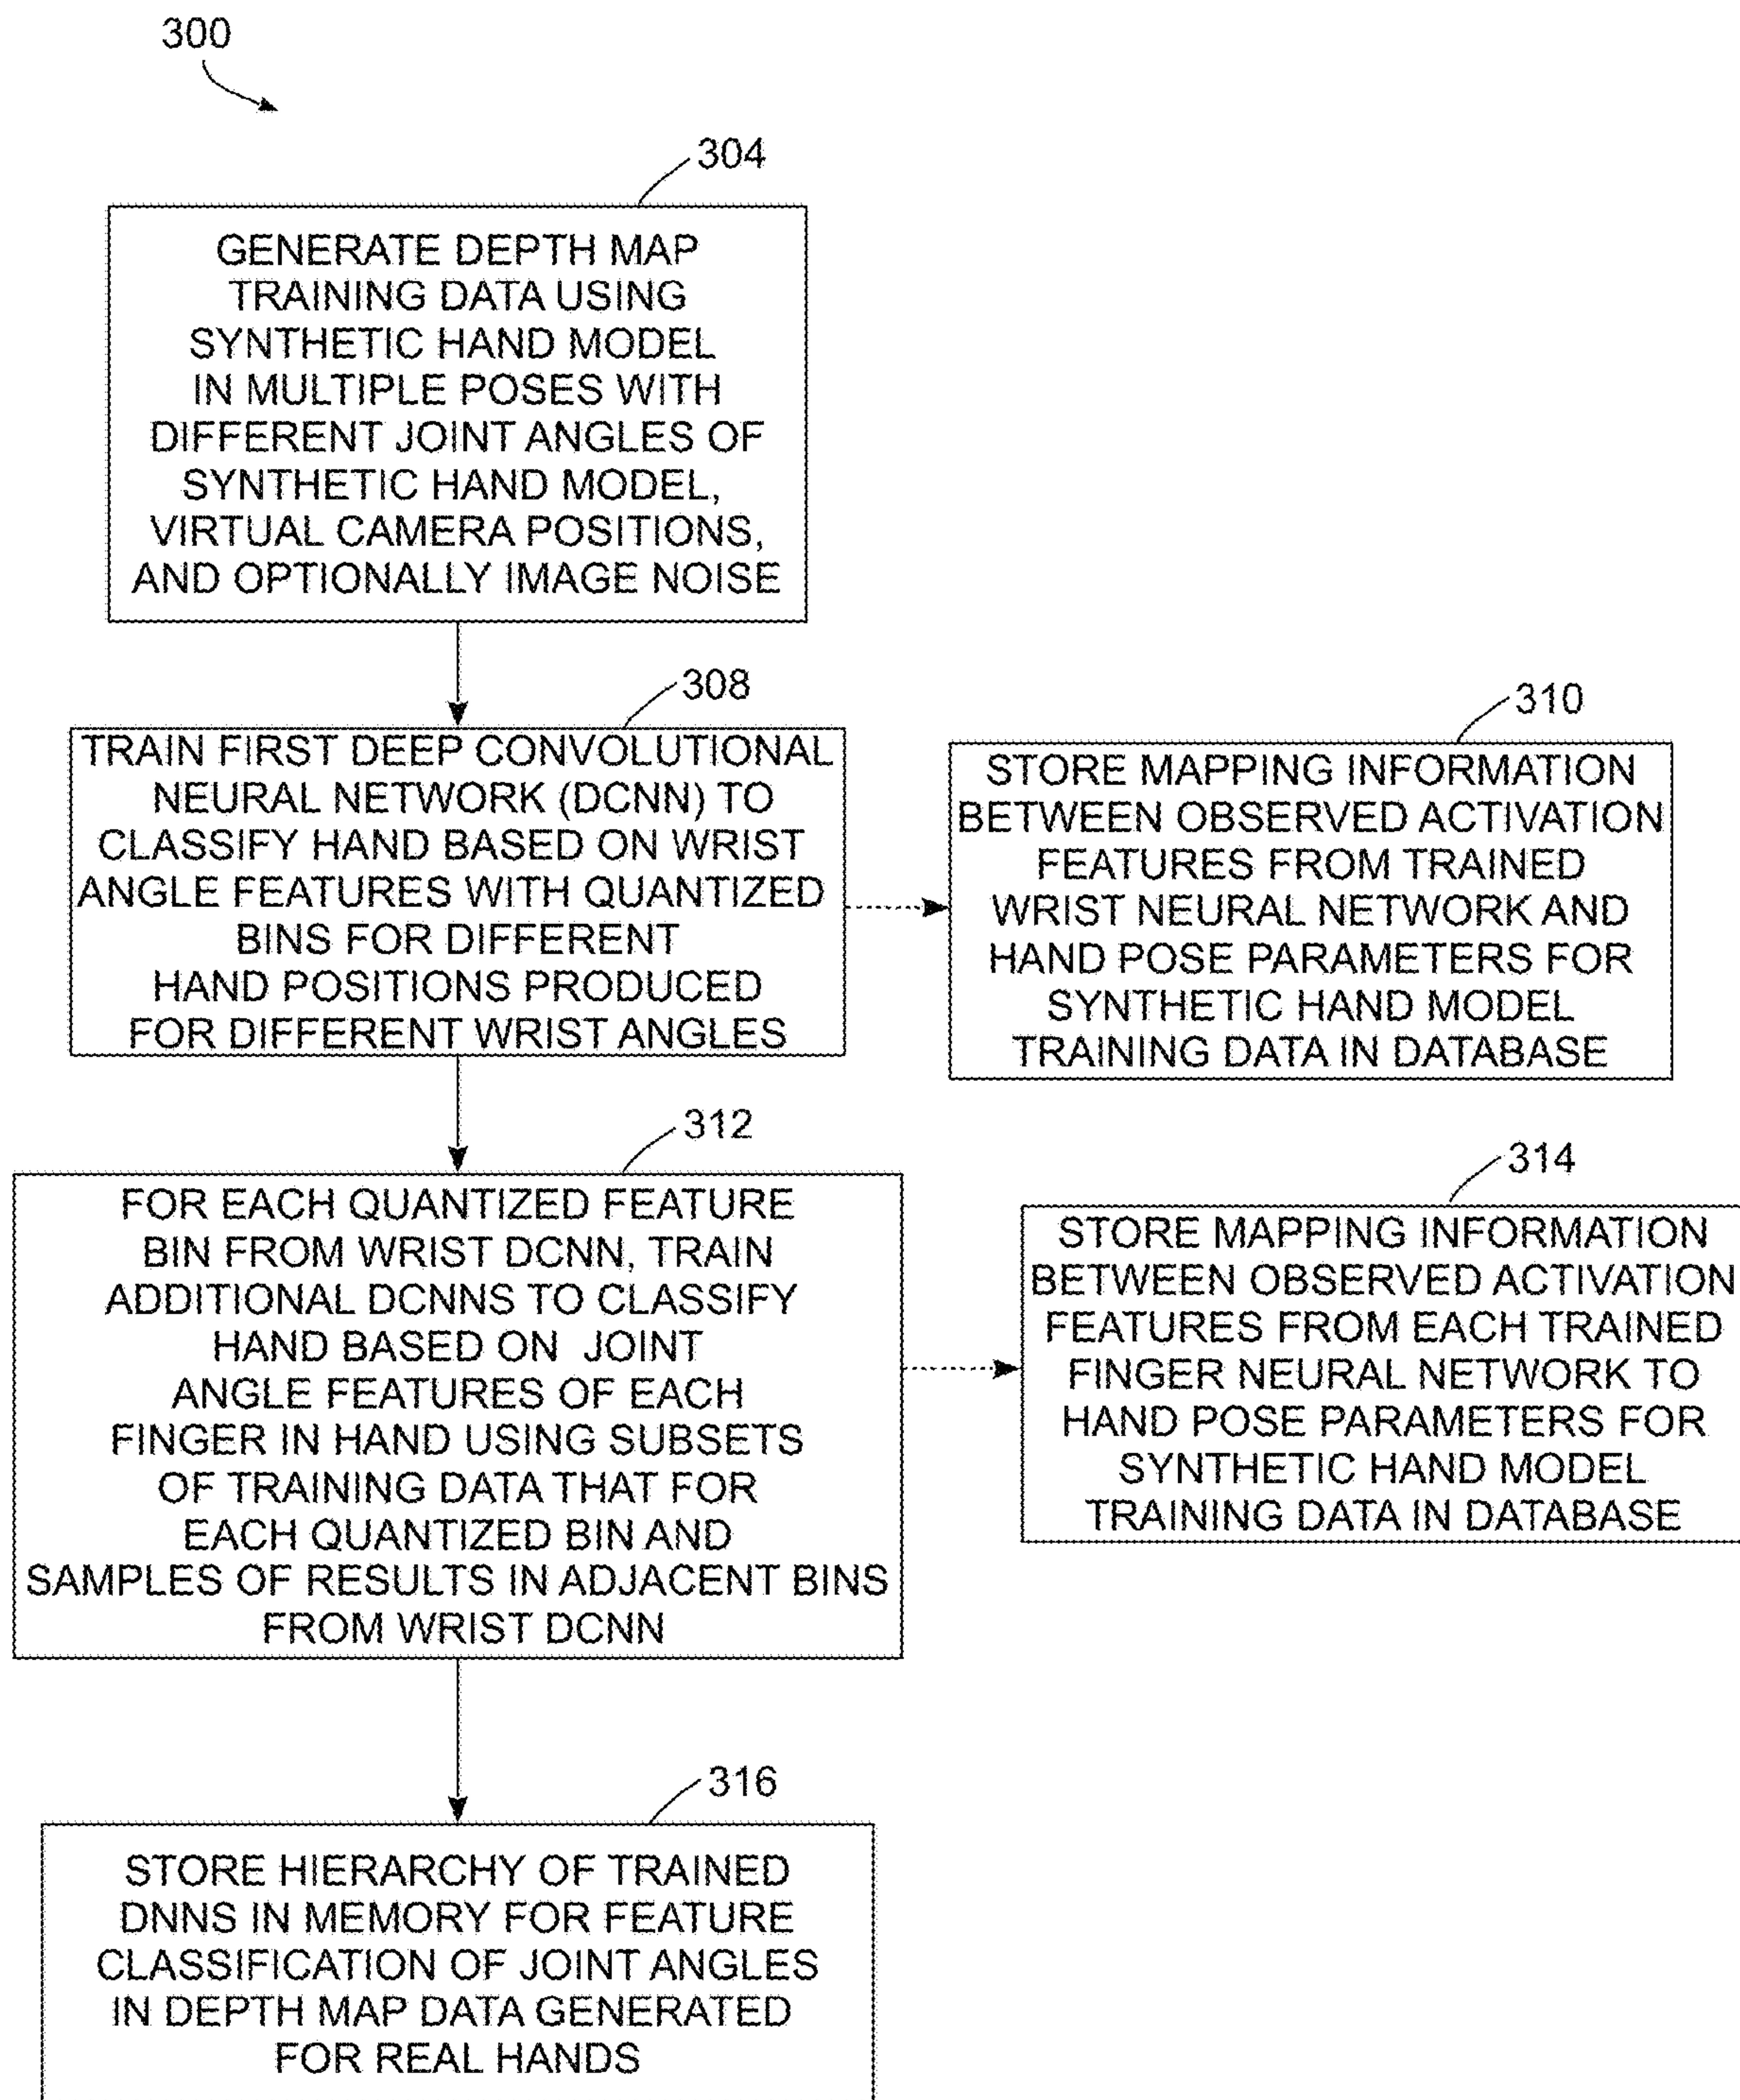 300
304
GENERATE DEPTH MAP
TRAINING DATA USING
SYNTHETIC HAND MODEL
IN MULTIPLE POSES WITH
DIFFERENT JOINT ANGLES OF
SYNTHETIC HAND MODEL,
VIRTUAL CAMERA POSITIONS,
AND OPTIONALLY IMAGE NOISE
308
TRAIN FIRST DEEP CONVOLUTIONAL
NEURAL NETWORK (DCNN) TO
CLASSIFY HAND BASED ON WRIST
ANGLE FEATURES WITH QUANTIZED
BINS FOR DIFFERENT
HAND POSITIONS PRODUCED
FOR DIFFERENT WRIST ANGLES
310
STORE MAPPING INFORMATION
BETWEEN OBSERVED ACTIVATION
FEATURES FROM TRAINED
WRIST NEURAL NETWORK AND
HAND POSE PARAMETERS FOR
SYNTHETIC HAND MODEL
TRAINING DATA IN DATABASE
312
FOR EACH QUANTIZED FEATURE
BIN FROM WRIST DCNN, TRAIN
ADDITIONAL DCNNS TO CLASSIFY
HAND BASED ON JOINT
ANGLE FEATURES OF EACH
FINGER IN HAND USING SUBSETS
OF TRAINING DATA THAT FOR
EACH QUANTIZED BIN AND
SAMPLES OF RESULTS IN ADJACENT BINS
FROM WRIST DCNN
314
STORE MAPPING INFORMATION
BETWEEN OBSERVED ACTIVATION
FEATURES FROM EACH TRAINED
FINGER NEURAL NETWORK TO
HAND POSE PARAMETERS FOR
SYNTHETIC HAND MODEL
TRAINING DATA IN DATABASE
316
STORE HIERARCHY OF TRAINED
DNNS IN MEMORY FOR FEATURE
CLASSIFICATION OF JOINT ANGLES
IN DEPTH MAP DATA GENERATED
FOR REAL HANDS